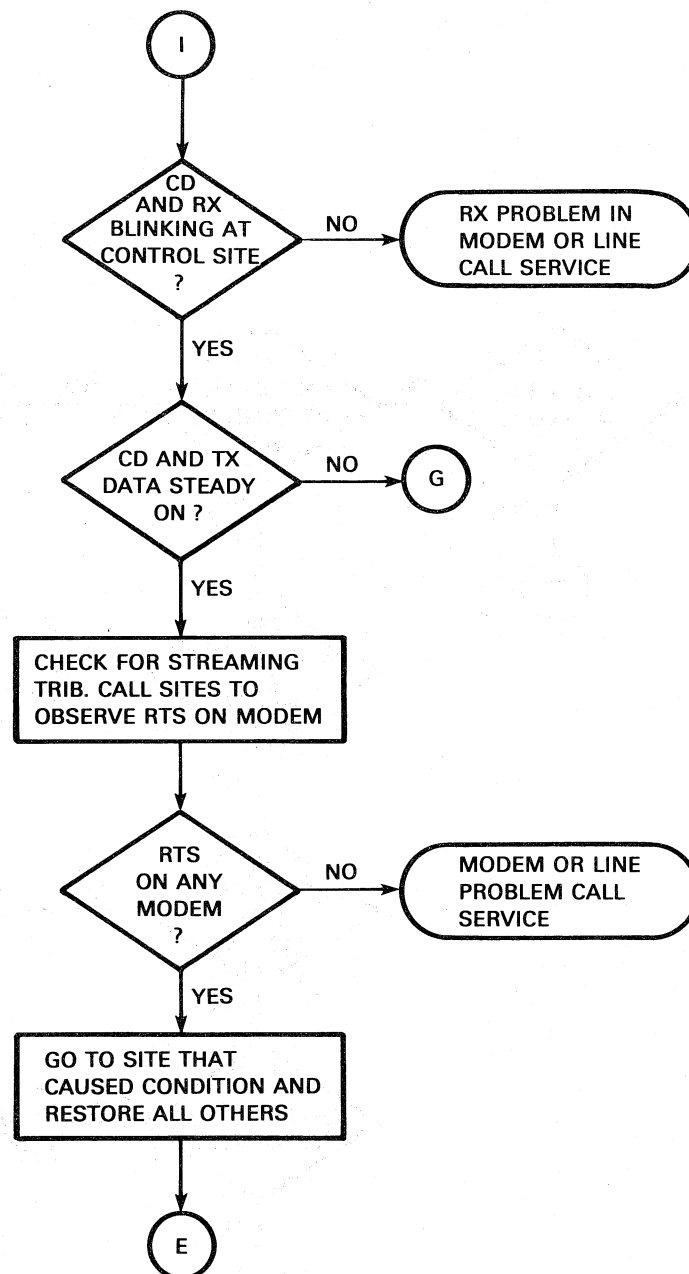 I
CD
AND RX
BLINKING AT
CONTROL SITE
?
NO
RX PROBLEM IN
MODEM OR LINE
CALL SERVICE
YES
CD AND TX
DATA STEADY
ON ?
NO
G
YES
CHECK FOR STREAMING
TRIB. CALL SITES TO
OBSERVE RTS ON MODEM
RTS
ON ANY
MODEM
?
NO
MODEM OR LINE
PROBLEM CALL
SERVICE
YES
GO TO SITE THAT
CAUSED CONDITION AND
RESTORE ALL OTHERS
E